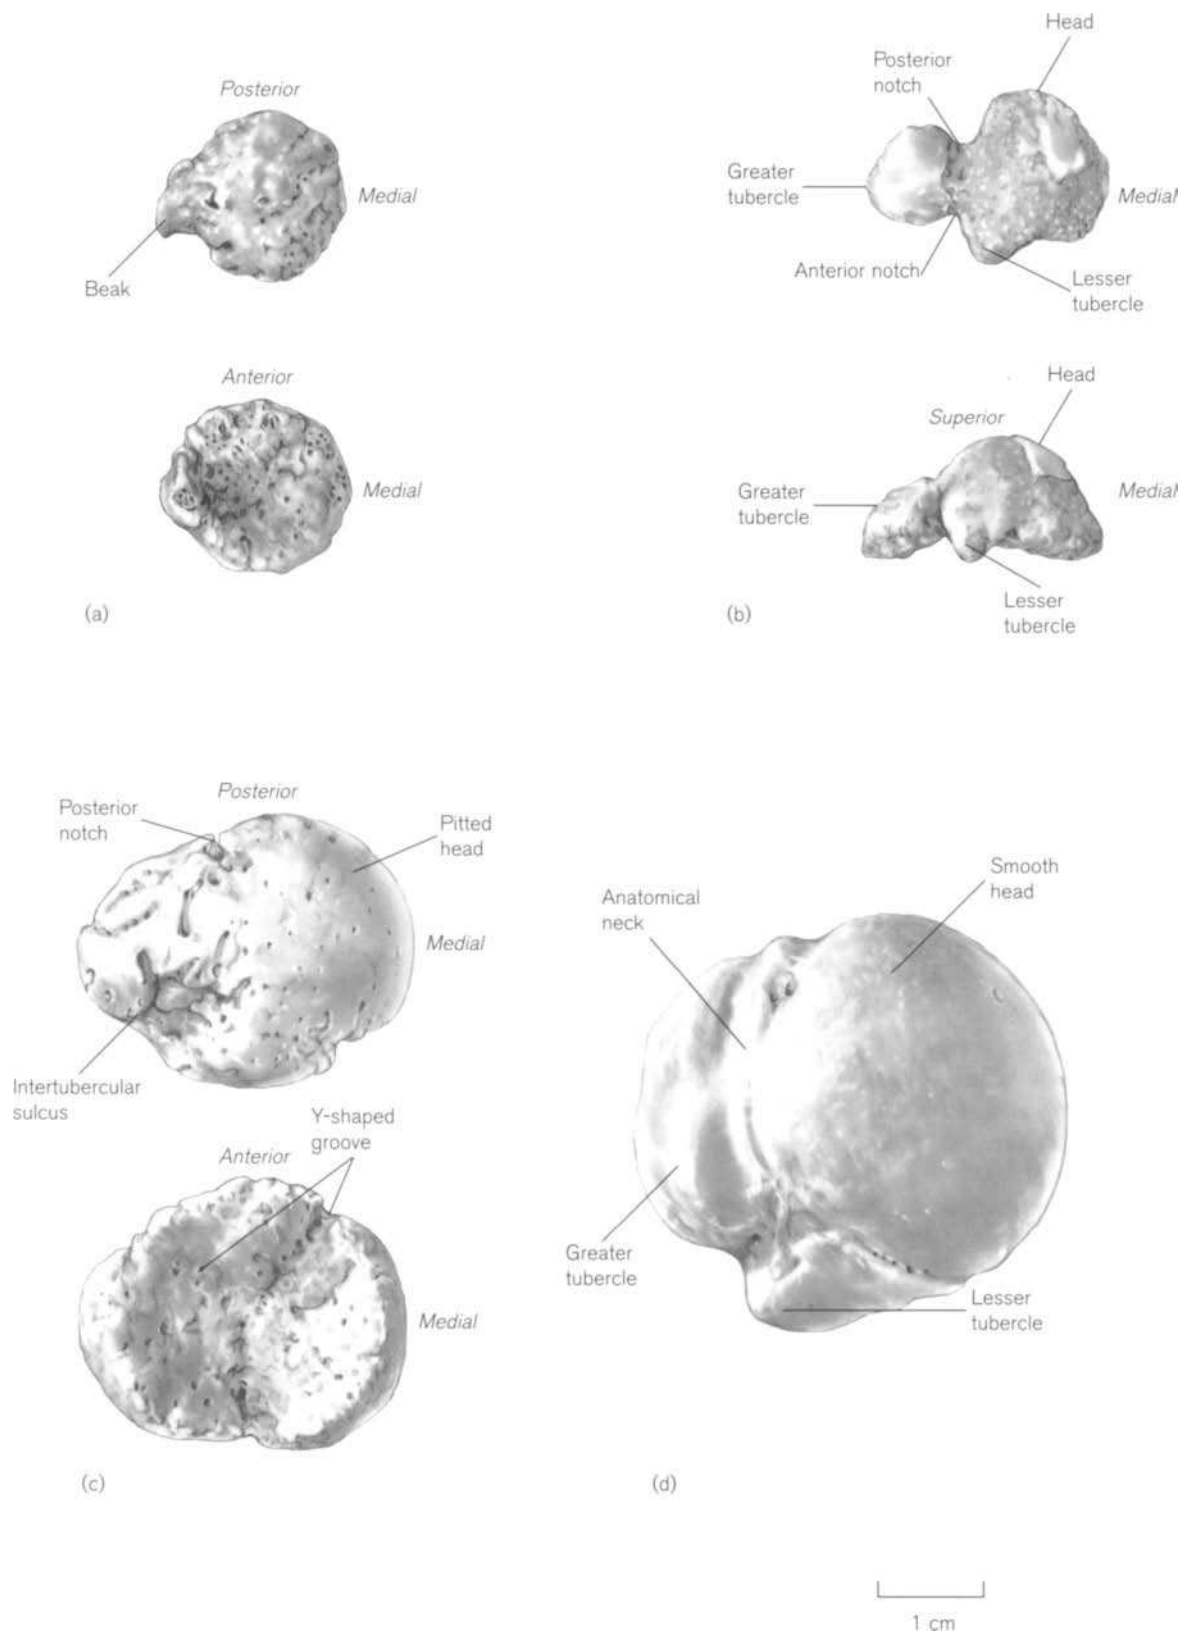 Posterior
Medial
Beak
Anterior
Medial
(a)
Head
Posterior
notch
Greater
tubercle
Medial
Anterior notch
Lesser
tubercle
Head
Superior
Greater
tubercle
Medial
Lesser
tubercle
(b)
Posterior
Posterior
notch
Pitted
head
Medial
Intertubercular
sulcus
Y-shaped
groove
Anterior
Medial
(c)
Smooth
head
Anatomical
neck
Greater
tubercle
Lesser
tubercle
(d)
1 cm